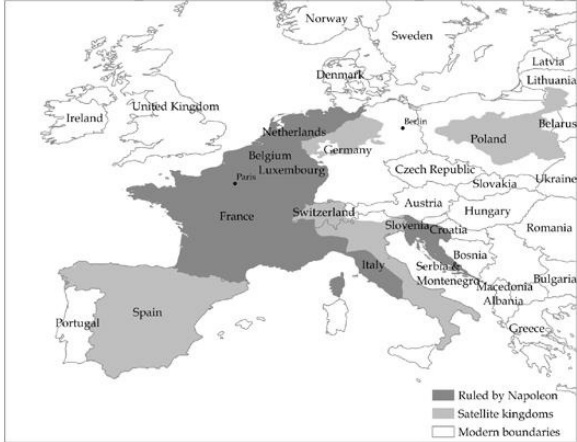 Norway
Sweden
Latvia
Lithuania
Denmark
United Kingdom
Ireland
Belarus
Berlin
Netherlands
Poland
Germany
Belgium
Luxembourg
Czech Republic
Ukraine
Paris
Slovakia
Austria
Switzerland
Hungary
France
Slovenia
Croatia
Romania
Bosnia
Italy
Serbia &
Montenegro
Bulgaria
Macedonia
Albania
Spain
Portugal
Greece
Ruled by Napoleon
Satellite kingdoms
Modern boundaries